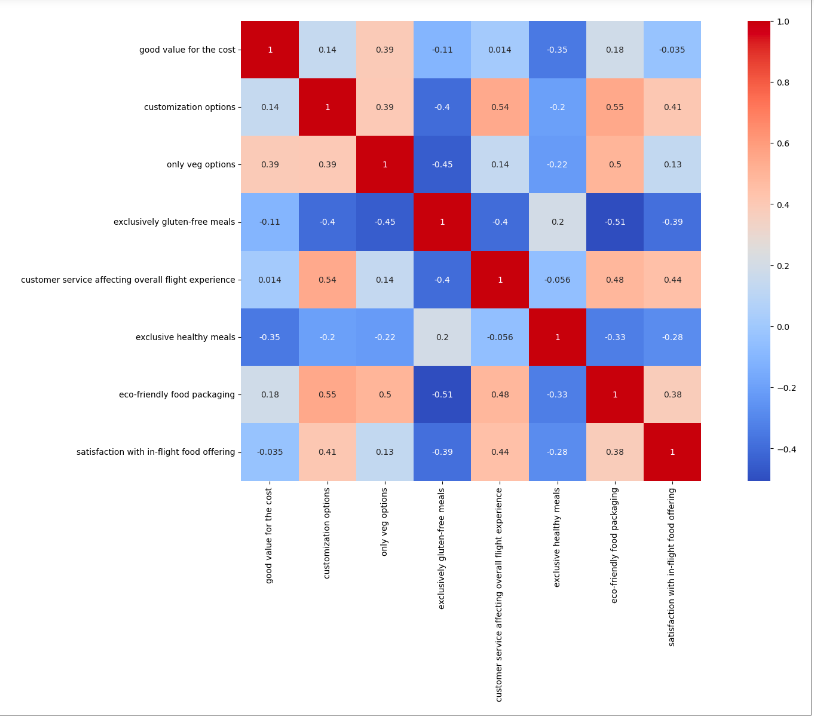 good value for the cost 1 0.14 0.39 -0.11 0.014 -0.35 0.18 -0.035
customization options 0.14 1 0.39 -0.4 0.54 -0.2 0.55 0.41
only veg options 0.39 0.39 1 -0.45 0.14 -0.22 0.5 0.13
exclusively gluten-free meals -0.11 -0.4 -0.45 1 -0.4 0.2 -0.51 -0.39
customer service affecting overall flight experience 0.014 0.54 0.14 -0.4 1 -0.056 0.48 0.44
exclusive healthy meals -0.35 -0.2 -0.22 0.2 -0.056 1 -0.33 -0.28
eco-friendly food packaging 0.18 0.55 0.5 -0.51 0.48 -0.33 1 0.38
satisfaction with in-flight food offering -0.035 0.41 0.13 -0.39 0.44 -0.28 0.38 1
good value for the cost
customization options
only veg options
exclusively gluten-free meals
customer service affecting overall flight experience
exclusive healthy meals
eco-friendly food packaging
satisfaction with in-flight food offering
1.0
0.8
0.6
0.4
0.2
0.0
−0.2
−0.4